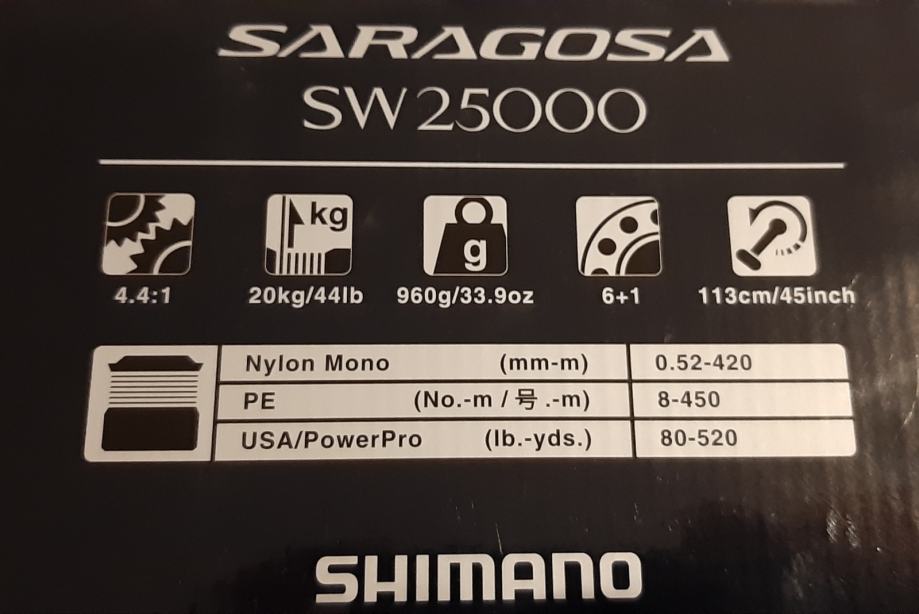 SARAGOSA
SW25000
kg
g
4.4:1 20kg/44lb 960g/33.9oz 6+1 113cm/45inch
Nylon Mono (mm-m) 0.52-420
PE (No.-m / 号.-m) 8-450
USA/PowerPro (lb.-yds.) 80-520
SHIMANO